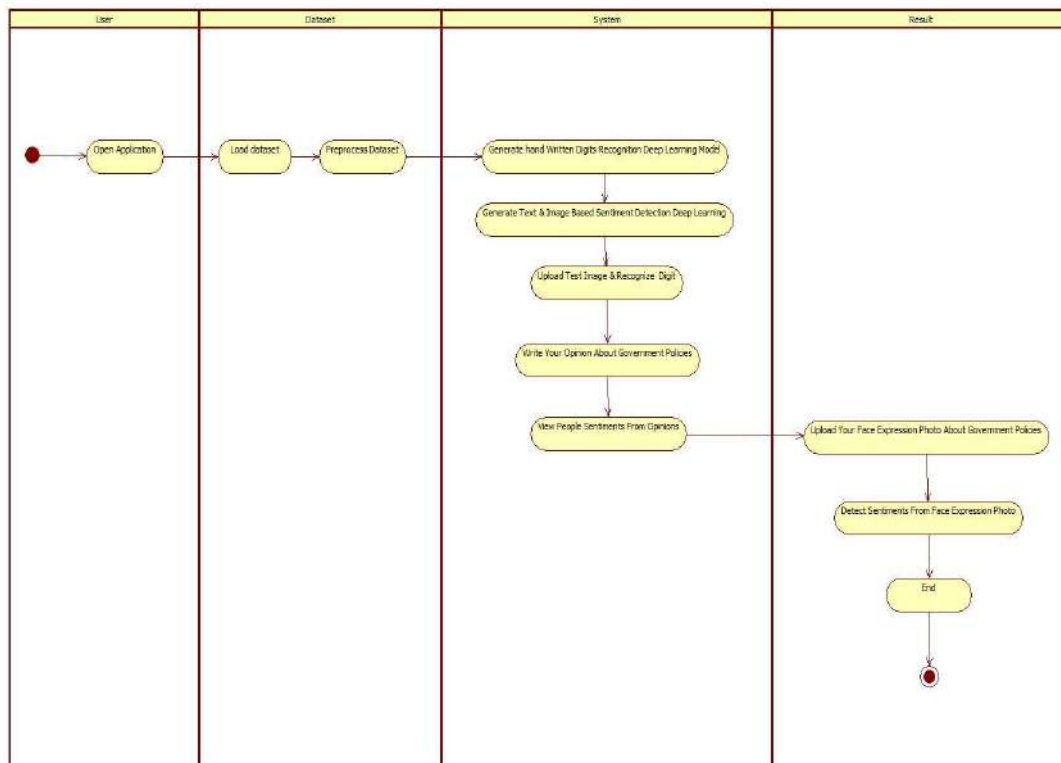 User
Dataset
System
Result
Open Application
Load dataset
Preprocess Dataset
Generate hand Written Digits Recognition Deep Learning Model
Generate Text & Image Based Sentiment Detection Deep Learning
Upload Test Image & Recognize Digit
Write Your Opinion About Government Policies
View People Sentiments From Opinions
Upload Your Face Expression Photo About Government Policies
Detect Sentiments From Face Expression Photo
End